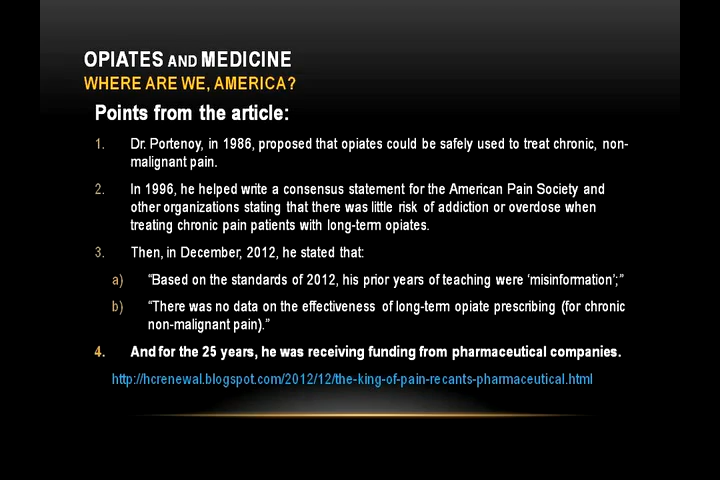 OPIATES AND MEDICINE
WHERE ARE WE, AMERICA?
Points from the article:
1. Dr. Portenoy, in 1986, proposed that opiates could be safely used to treat chronic, non-
malignant pain.
2. In 1996, he helped write a consensus statement for the American Pain Society and
other organizations stating that there was little risk of addiction or overdose when
treating chronic pain patients with long-term opiates.
3. Then, in December, 2012, he stated that:
a) “Based on the standards of 2012, his prior years of teaching were ‘misinformation’;”
b) “There was no data on the effectiveness of long-term opiate prescribing (for chronic
non-malignant pain).”
4. And for the 25 years, he was receiving funding from pharmaceutical companies.
http://hcrenewal.blogspot.com/2012/12/the-king-of-pain-recants-pharmaceutical.html